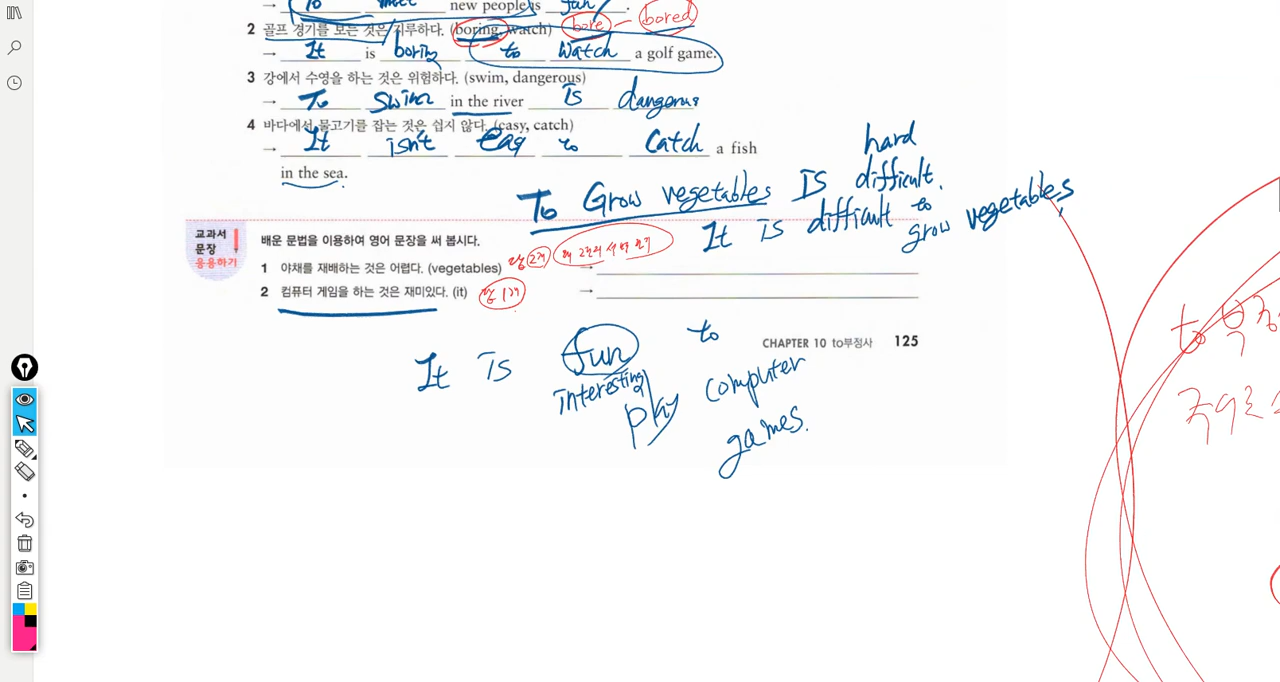 → To meet new people is fun.
2 골프 경기를 보는 것은 지루하다. (boring, watch) bore - bored
→ It is boring to watch a golf game.
3 강에서 수영을 하는 것은 위험하다. (swim, dangerous)
→ To swim in the river is dangerous
4 바다에서 물고기를 잡는 것은 쉽지 않다. (easy, catch)
→ It isn't easy to catch a fish
in the sea.
hard
To Grow vegetables is difficult.
It is difficult to grow vegetables
교과서
문장
응용하기
배운 문법을 이용하여 영어 문장을 써 봅시다.
1 야채를 재배하는 것은 어렵다. (vegetables) →
2 컴퓨터 게임을 하는 것은 재미있다. (it) →
CHAPTER 10 to부정사 125
It is fun to
interesting
play computer
games.
to